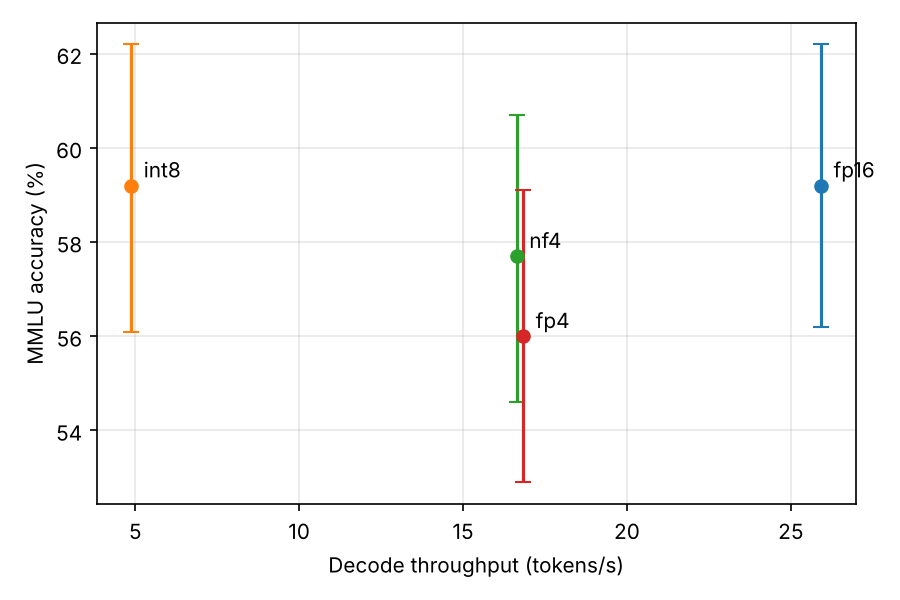 62
60
58
56
54
MMLU accuracy (%)
int8
nf4
fp4
fp16
5
10
15
20
25
Decode throughput (tokens/s)